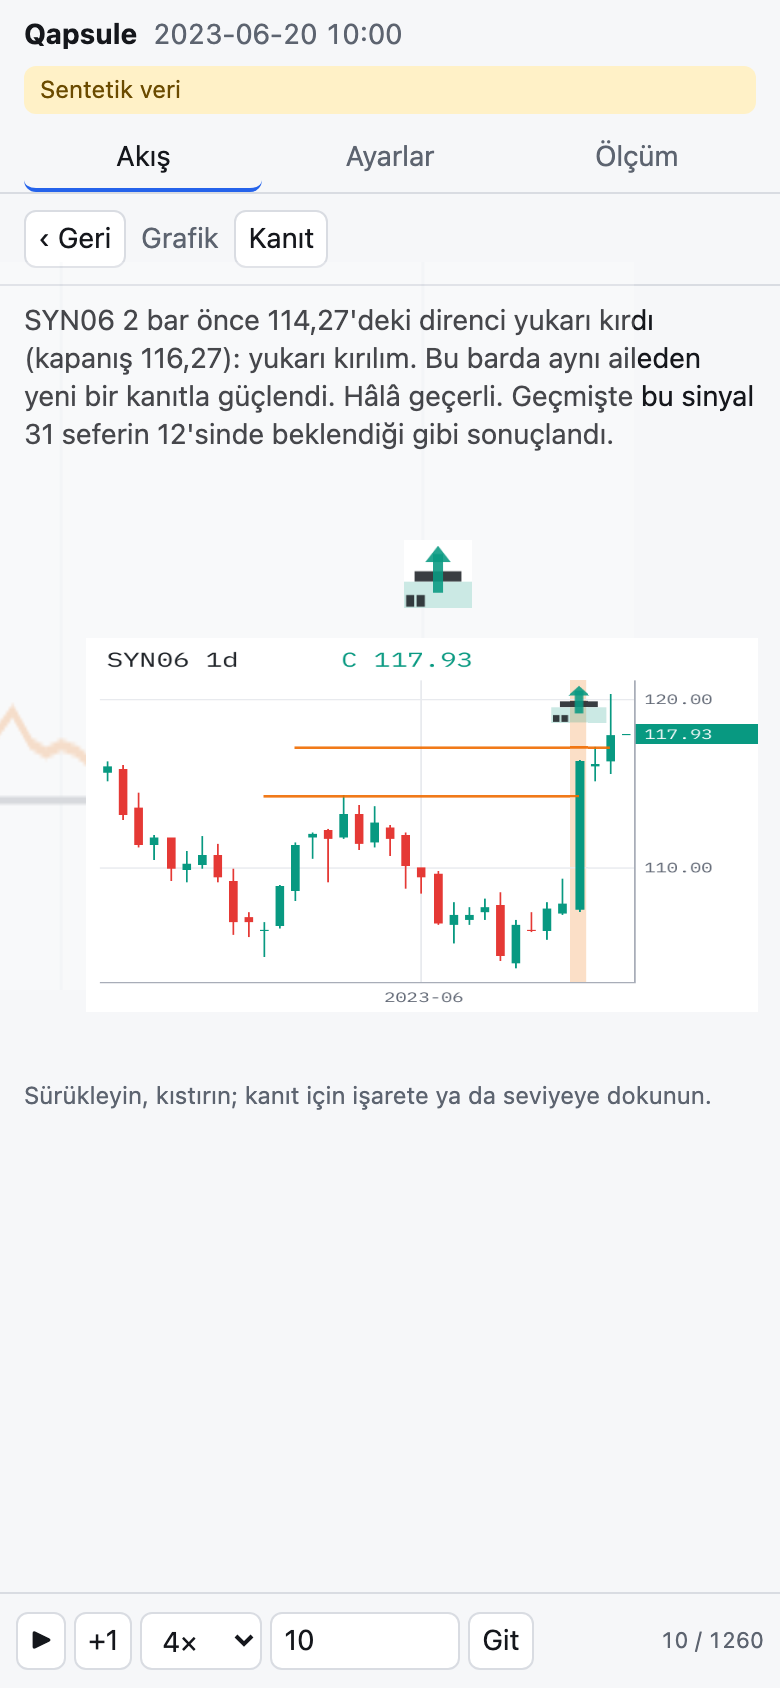 Qapsule 2023-06-20 10:00
Sentetik veri
Akış Ayarlar Ölçüm
‹ Geri Grafik Kanıt
SYN06 2 bar önce 114,27'deki direnci yukarı kırdı
(kapanış 116,27): yukarı kırılım. Bu barda aynı aileden
yeni bir kanıtla güçlendi. Hâlâ geçerli. Geçmişte bu sinyal
31 seferin 12'sinde beklendiği gibi sonuçlandı.
SYN06 1d C 117.93
120.00
117.93
110.00
2023-06
Sürükleyin, kıstırın; kanıt için işarete ya da seviyeye dokunun.
+1 4× 10 Git 10 / 1260